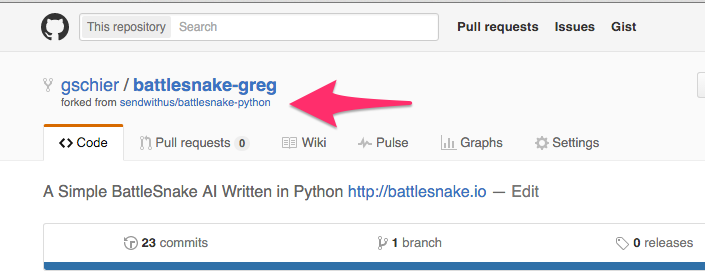 This repository Search Pull requests Issues Gist
gschier / battlesnake-greg
forked from sendwithus/battlesnake-python
Code Pull requests 0 Wiki Pulse Graphs Settings
A Simple BattleSnake AI Written in Python http://battlesnake.io — Edit
23 commits 1 branch 0 releases